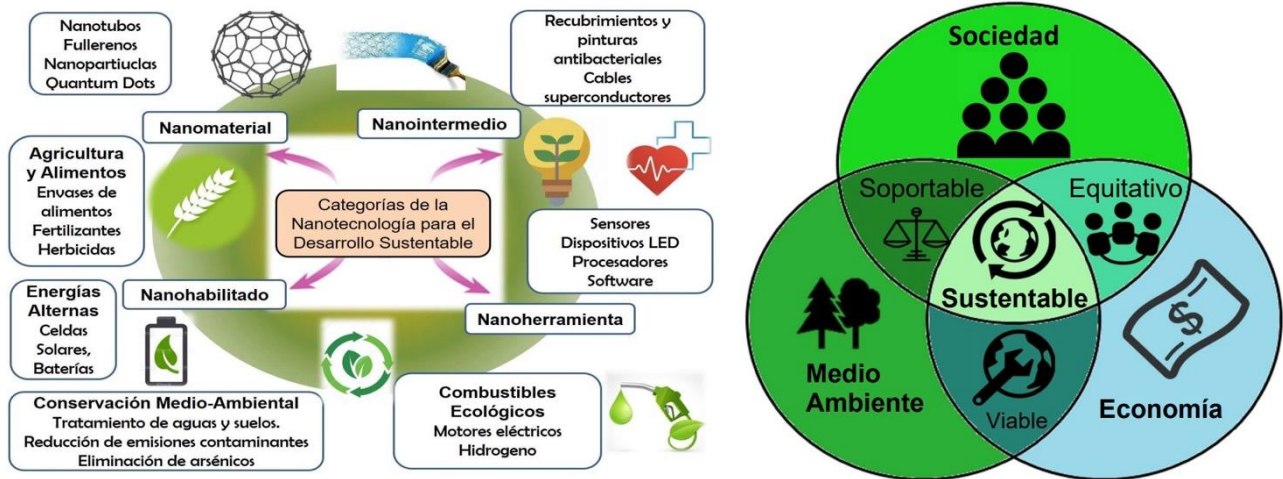 Nanotubos
Fullerenos
Nanopartiuclas
Quantum Dots
Recubrimientos y
pinturas
antibacteriales
Cables
superconductores
Nanomaterial
Nanointermedio
Agricultura
y Alimentos
Envases de
alimentos
Fertilizantes
Herbicidas
Categorías de la
Nanotecnología para el
Desarrollo Sustentable
Sensores
Dispositivos LED
Procesadores
Software
Energías
Alternas
Celdas
Solares,
Baterías
Nanohabilitado
Nanoherramienta
Conservación Medio-Ambiental
Tratamiento de aguas y suelos.
Reducción de emisiones contaminantes
Eliminación de arsénicos
Combustibles
Ecológicos
Motores eléctricos
Hidrogeno
Sociedad
Soportable
Equitativo
Sustentable
Medio
Ambiente
$
Viable
Economía